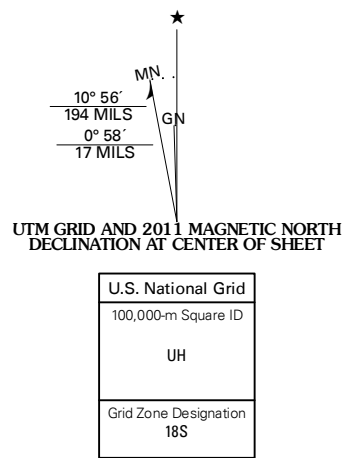 ★
MN
10° 56´
194 MILS
GN
0° 58´
17 MILS
UTM GRID AND 2011 MAGNETIC NORTH
DECLINATION AT CENTER OF SHEET
U.S. National Grid
100,000-m Square ID
UH
Grid Zone Designation
18S